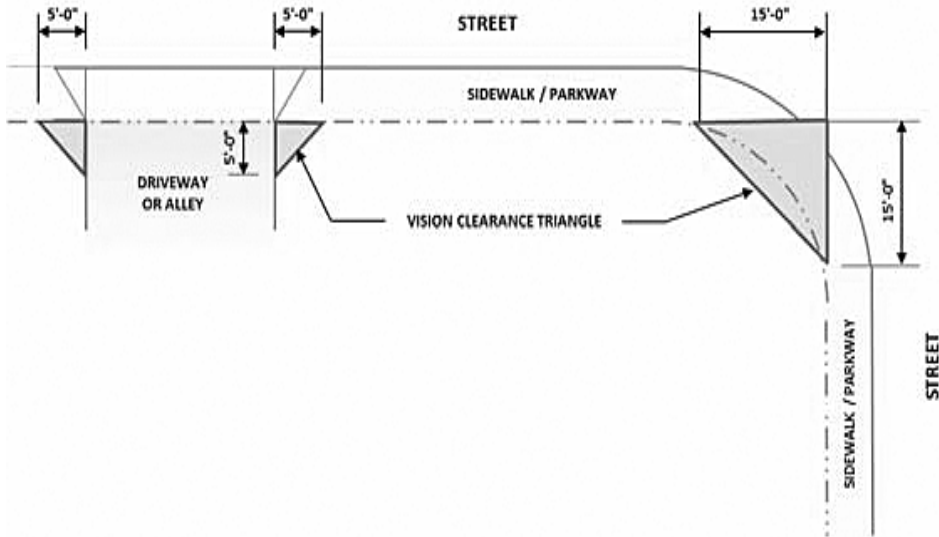 5'-0"
5'-0"
STREET
15'-0"
SIDEWALK / PARKWAY
5'-0"
DRIVEWAY
OR ALLEY
VISION CLEARANCE TRIANGLE
15'-0"
SIDEWALK / PARKWAY
STREET